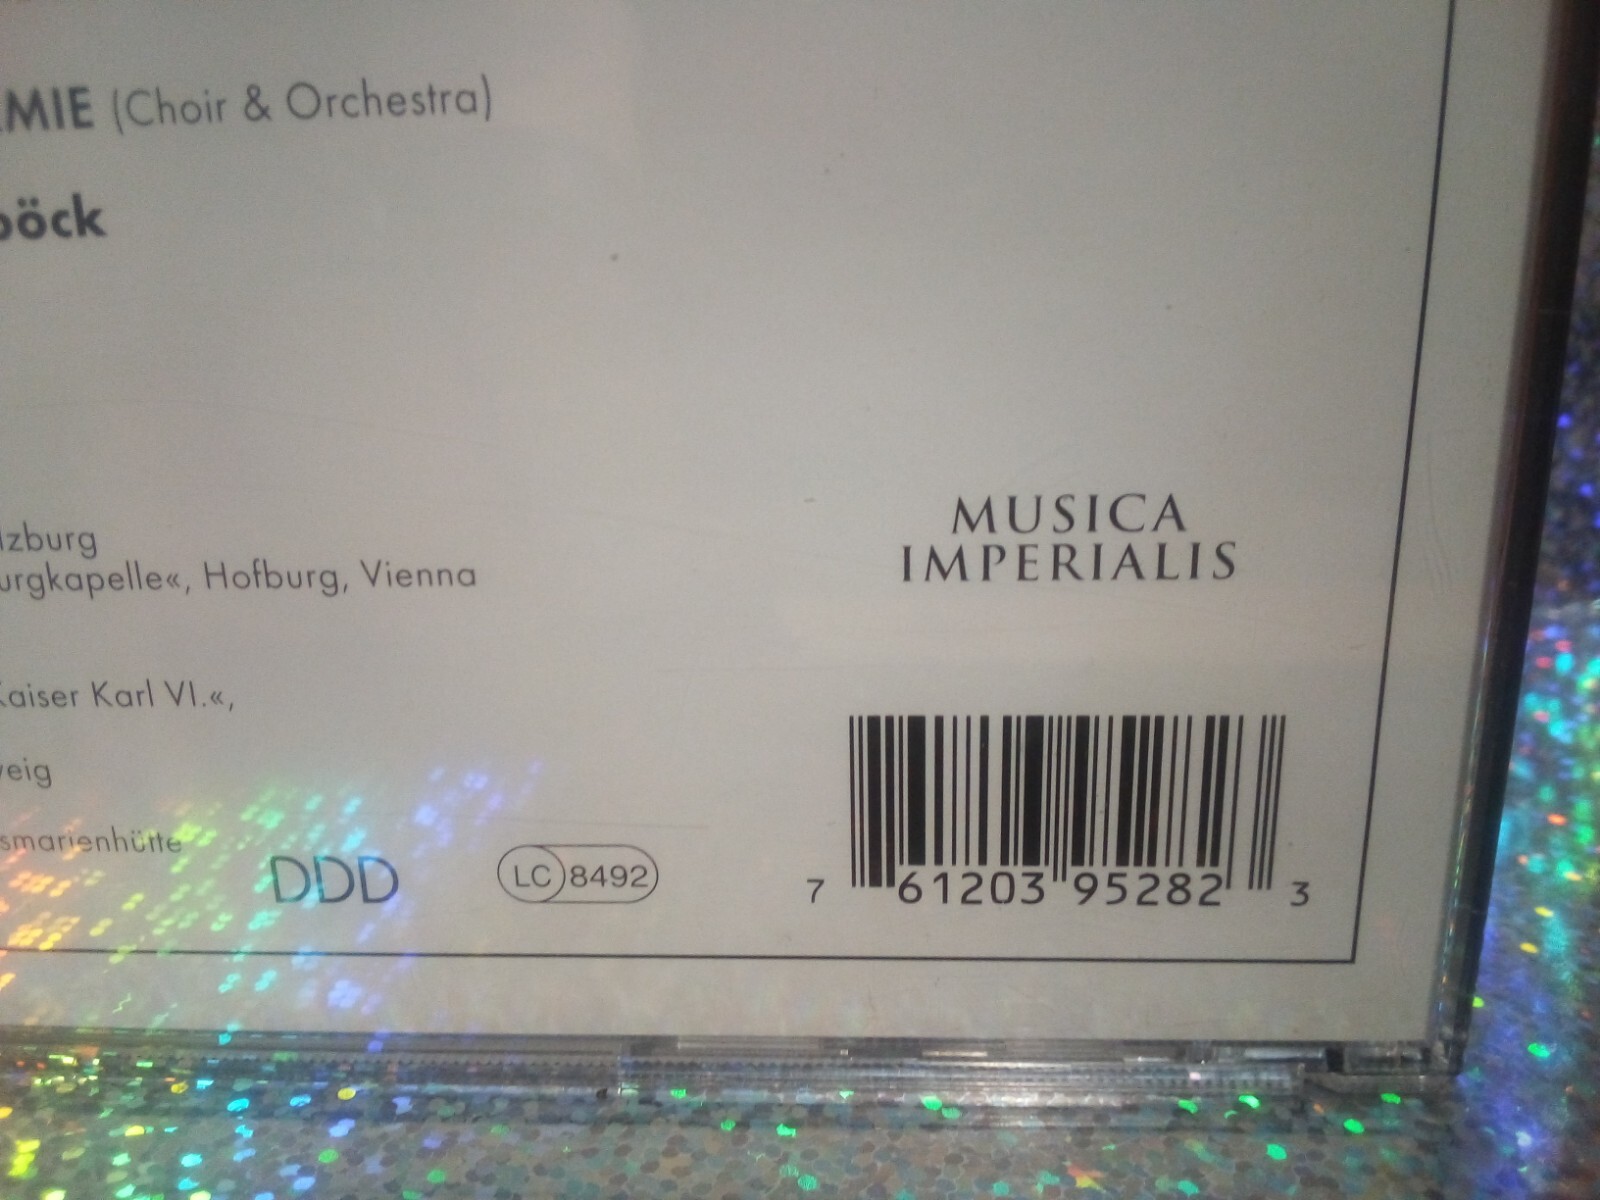 MIE (Choir & Orchestra)
böck
lzburg
urgkapelle«, Hofburg, Vienna
Kaiser Karl VI.«,
weig
smarienhütte
DDD
LC 8492
MUSICA
IMPERIALIS
7 61203 95282 3